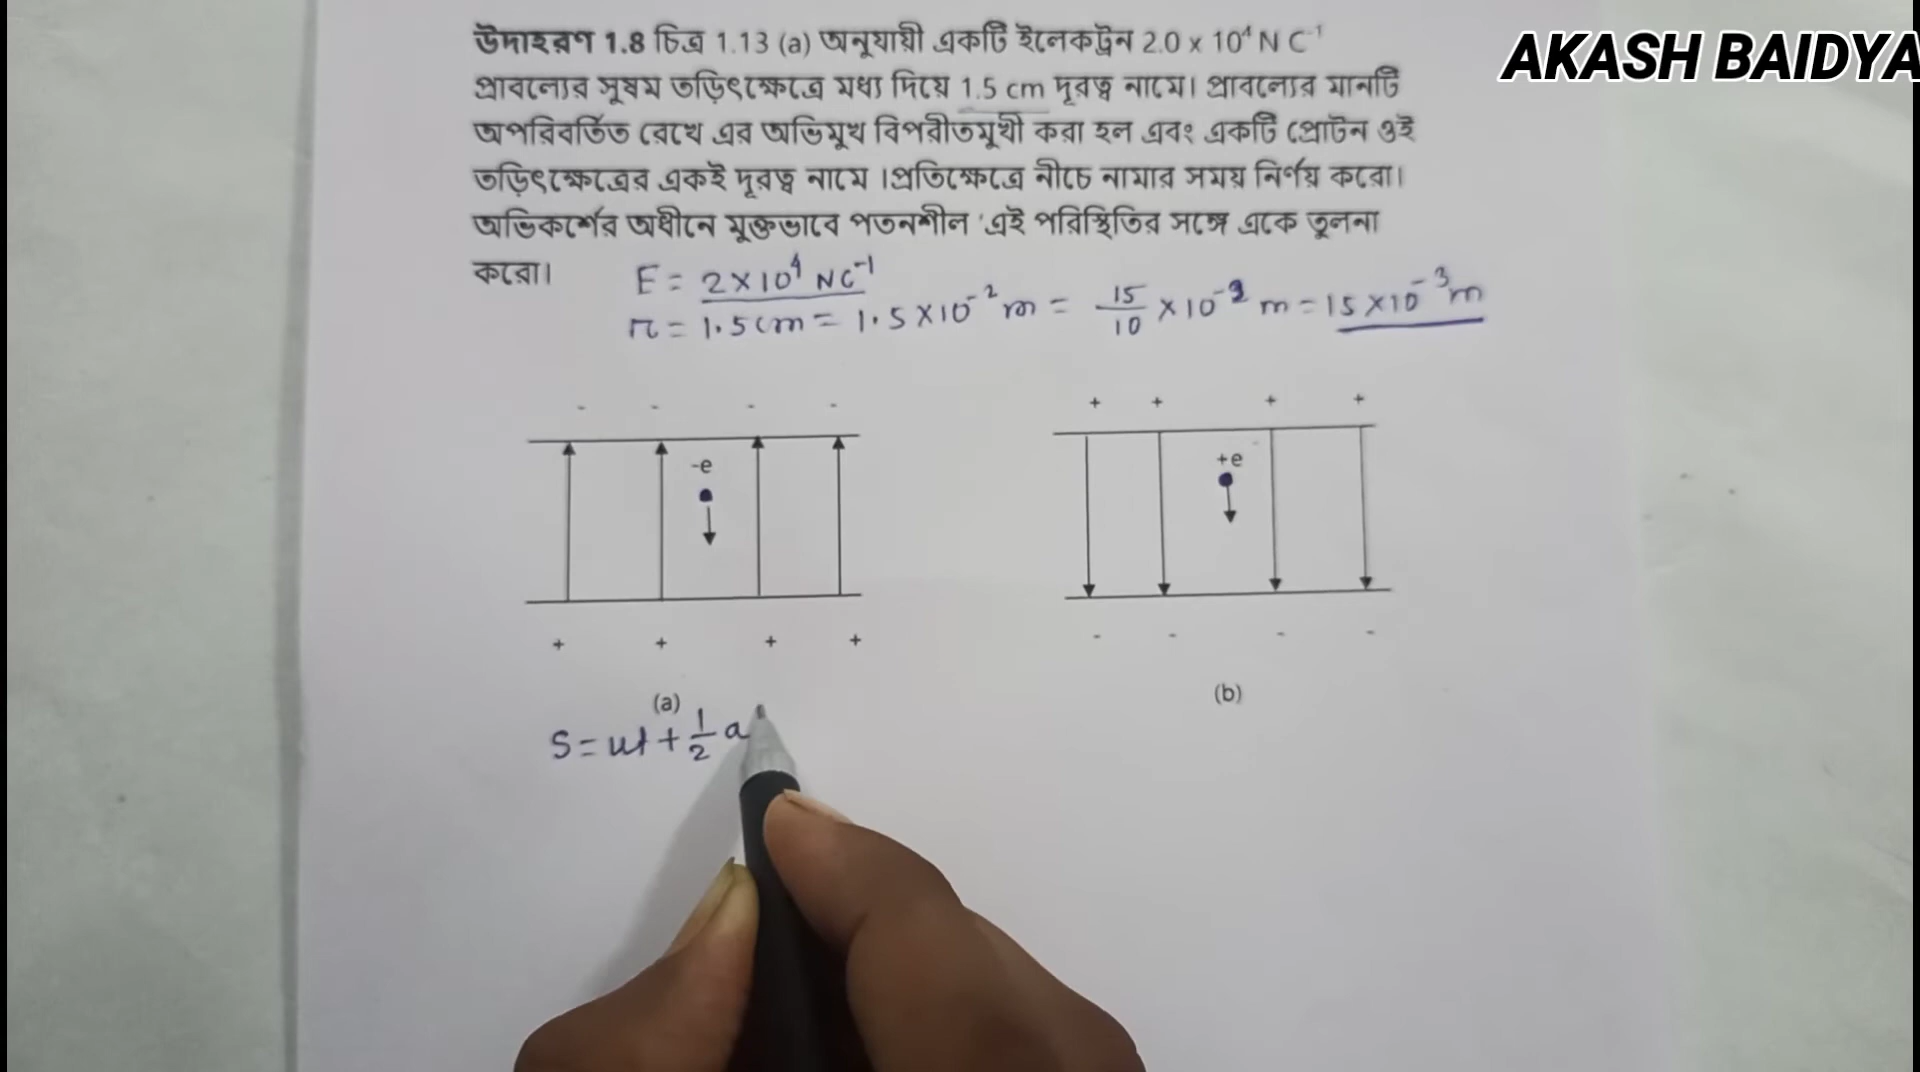 AKASH BAIDYA
উদাহরণ 1.8 চিত্র 1.13 (a) অনুযায়ী একটি ইলেকট্রন 2.0 x 10⁴ N C⁻¹
প্রাবল্যের সুষম তড়িৎক্ষেত্রে মধ্য দিয়ে 1.5 cm দূরত্ব নামে। প্রাবল্যের মানটি
অপরিবর্তিত রেখে এর অভিমুখ বিপরীতমুখী করা হল এবং একটি প্রোটন ওই
তড়িৎক্ষেত্রের একই দূরত্ব নামে ।প্রতিক্ষেত্রে নীচে নামার সময় নির্ণয় করো।
অভিকর্শের অধীনে মুক্তভাবে পতনশীল 'এই পরিস্থিতির সঙ্গে একে তুলনা
করো।
E = 2×10⁴ NC⁻¹
r = 1.5cm = 1.5×10⁻² m = 15/10 ×10⁻² m = 15×10⁻³ m
- - - -
+ + + +
-e
+e
+ + + +
- - - -
(a)
(b)
S = ut + 1/2 a